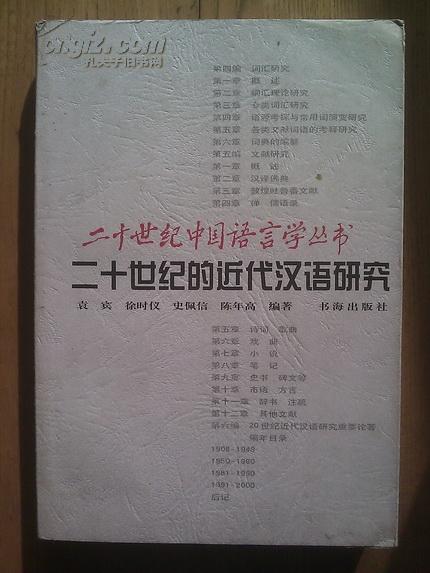 gongjiz.com
孔夫子旧书网
第四编 词汇研究
第一章 概 述
第二章 词汇理论研究
第三章 分类词汇研究
第四章 语源考探与常用词演变研究
第五章 各类文献词语的考释研究
第六章 词典的编纂
第五编 文献研究
第一章 概 述
第二章 汉译佛典
第三章 敦煌吐鲁番文献
第四章 禅 儒语录
二十世纪中国语言学丛书
二十世纪的近代汉语研究
袁 宾 徐时仪 史佩信 陈年高 编著 书海出版社
第五章 诗词 歌曲
第六章 戏 曲
第七章 小 说
第八章 笔 记
第九章 史书 碑文等
第十章 市语 方言
第十一章 辞书 注疏
第十二章 其他文献
第六编 20世纪近代汉语研究重要论著
编年目录
1908-1949
1950-1980
1981-1990
1991-2000
后记